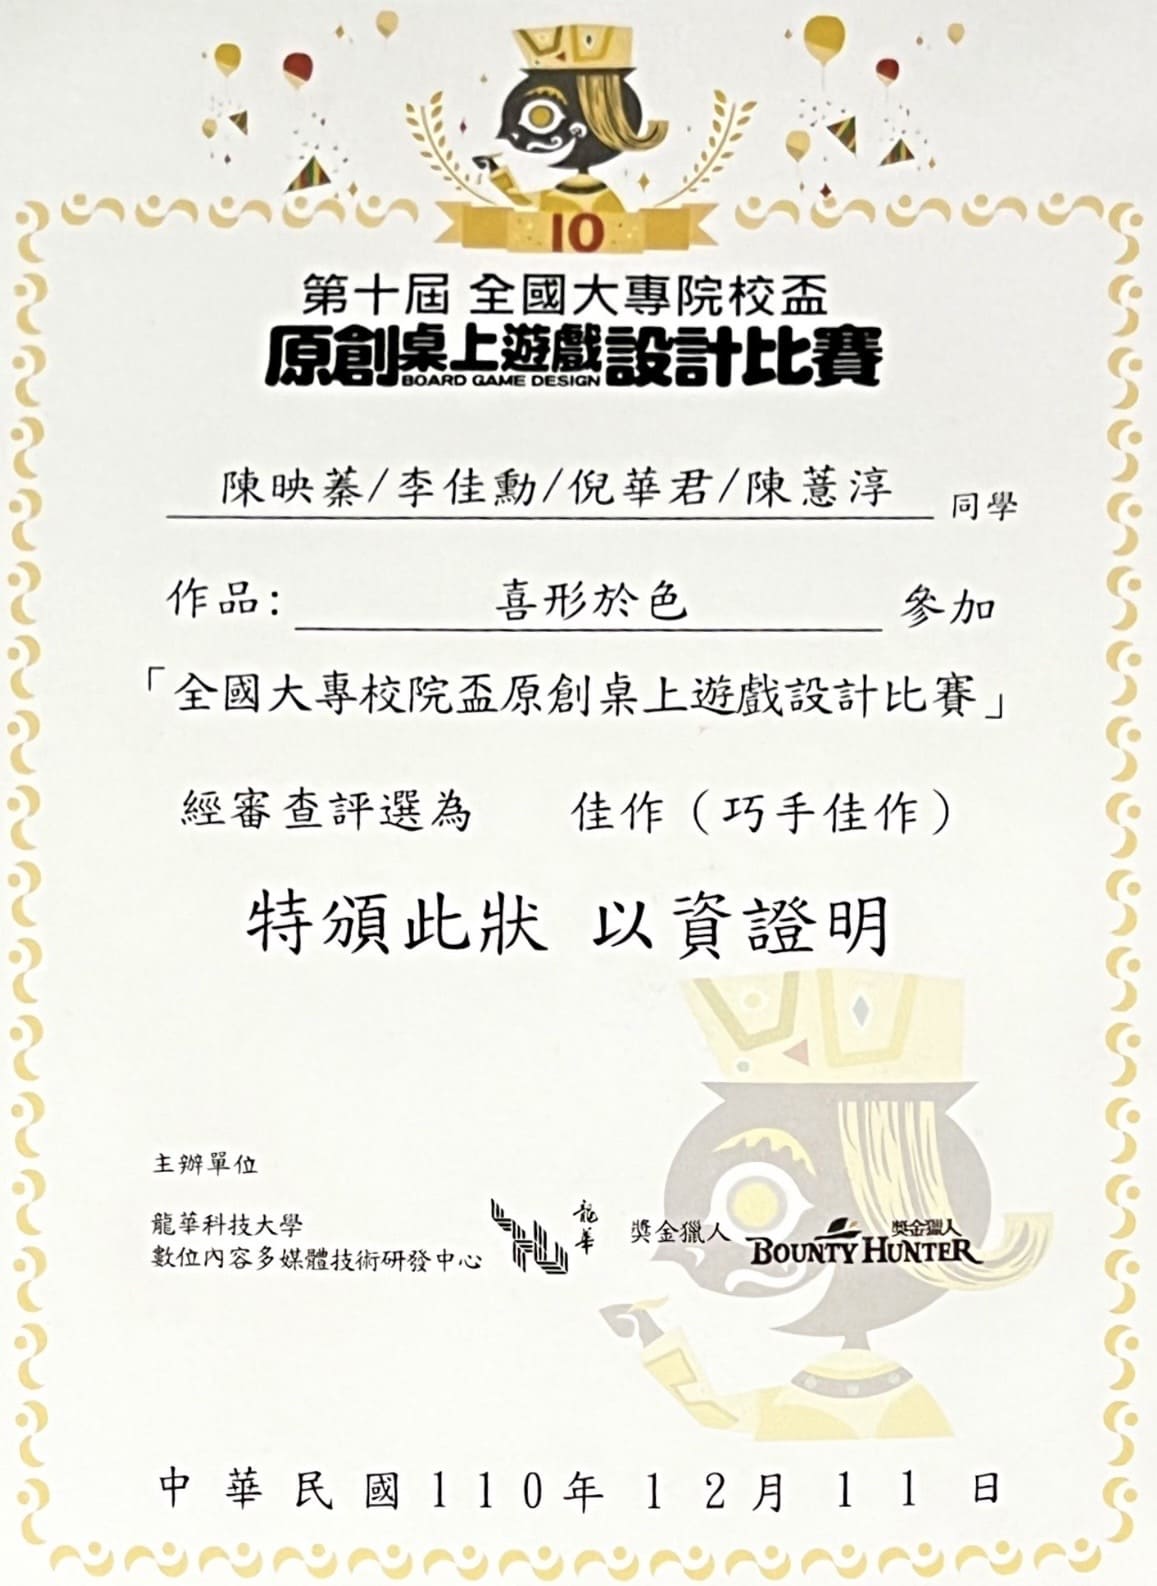 10
第十屆 全國大專院校盃
原創桌上遊戲設計比賽
BOARD GAME DESIGN
陳映蓁/李佳勳/倪華君/陳薏淳 同學
作品: 喜形於色 參加
「全國大專校院盃原創桌上遊戲設計比賽」
經審查評選為 佳作（巧手佳作）
特頒此狀 以資證明
主辦單位
龍華科技大學
數位內容多媒體技術研發中心
龍華
獎金獵人
獎金獵人
BOUNTY HUNTER
中華民國110年12月11日